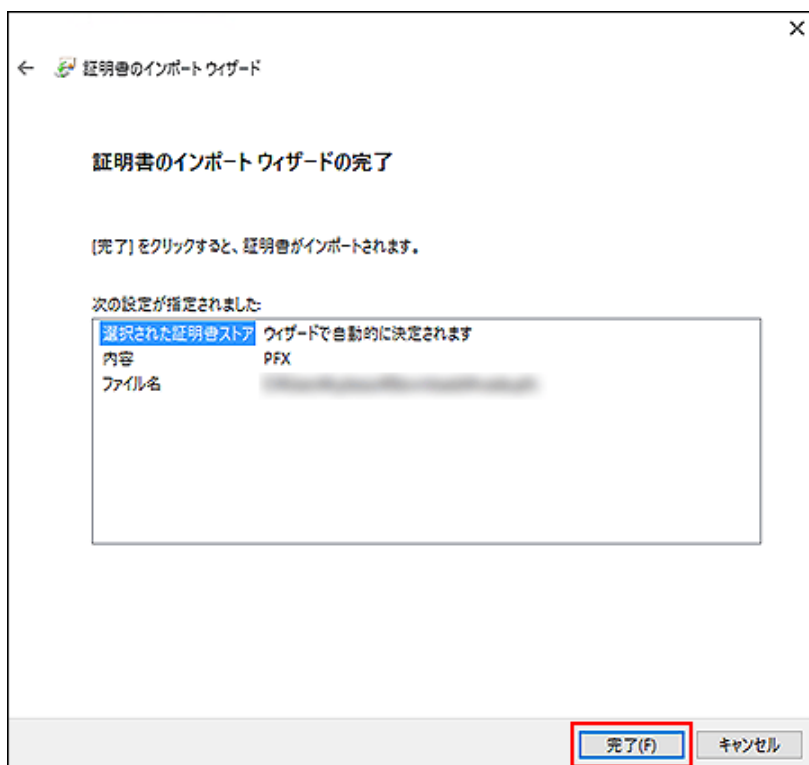 証明書のインポート ウィザード
証明書のインポート ウィザードの完了
[完了] をクリックすると、証明書がインポートされます。
次の設定が指定されました:
選択された証明書ストア ウィザードで自動的に決定されます
内容 PFX
ファイル名
完了(F) キャンセル